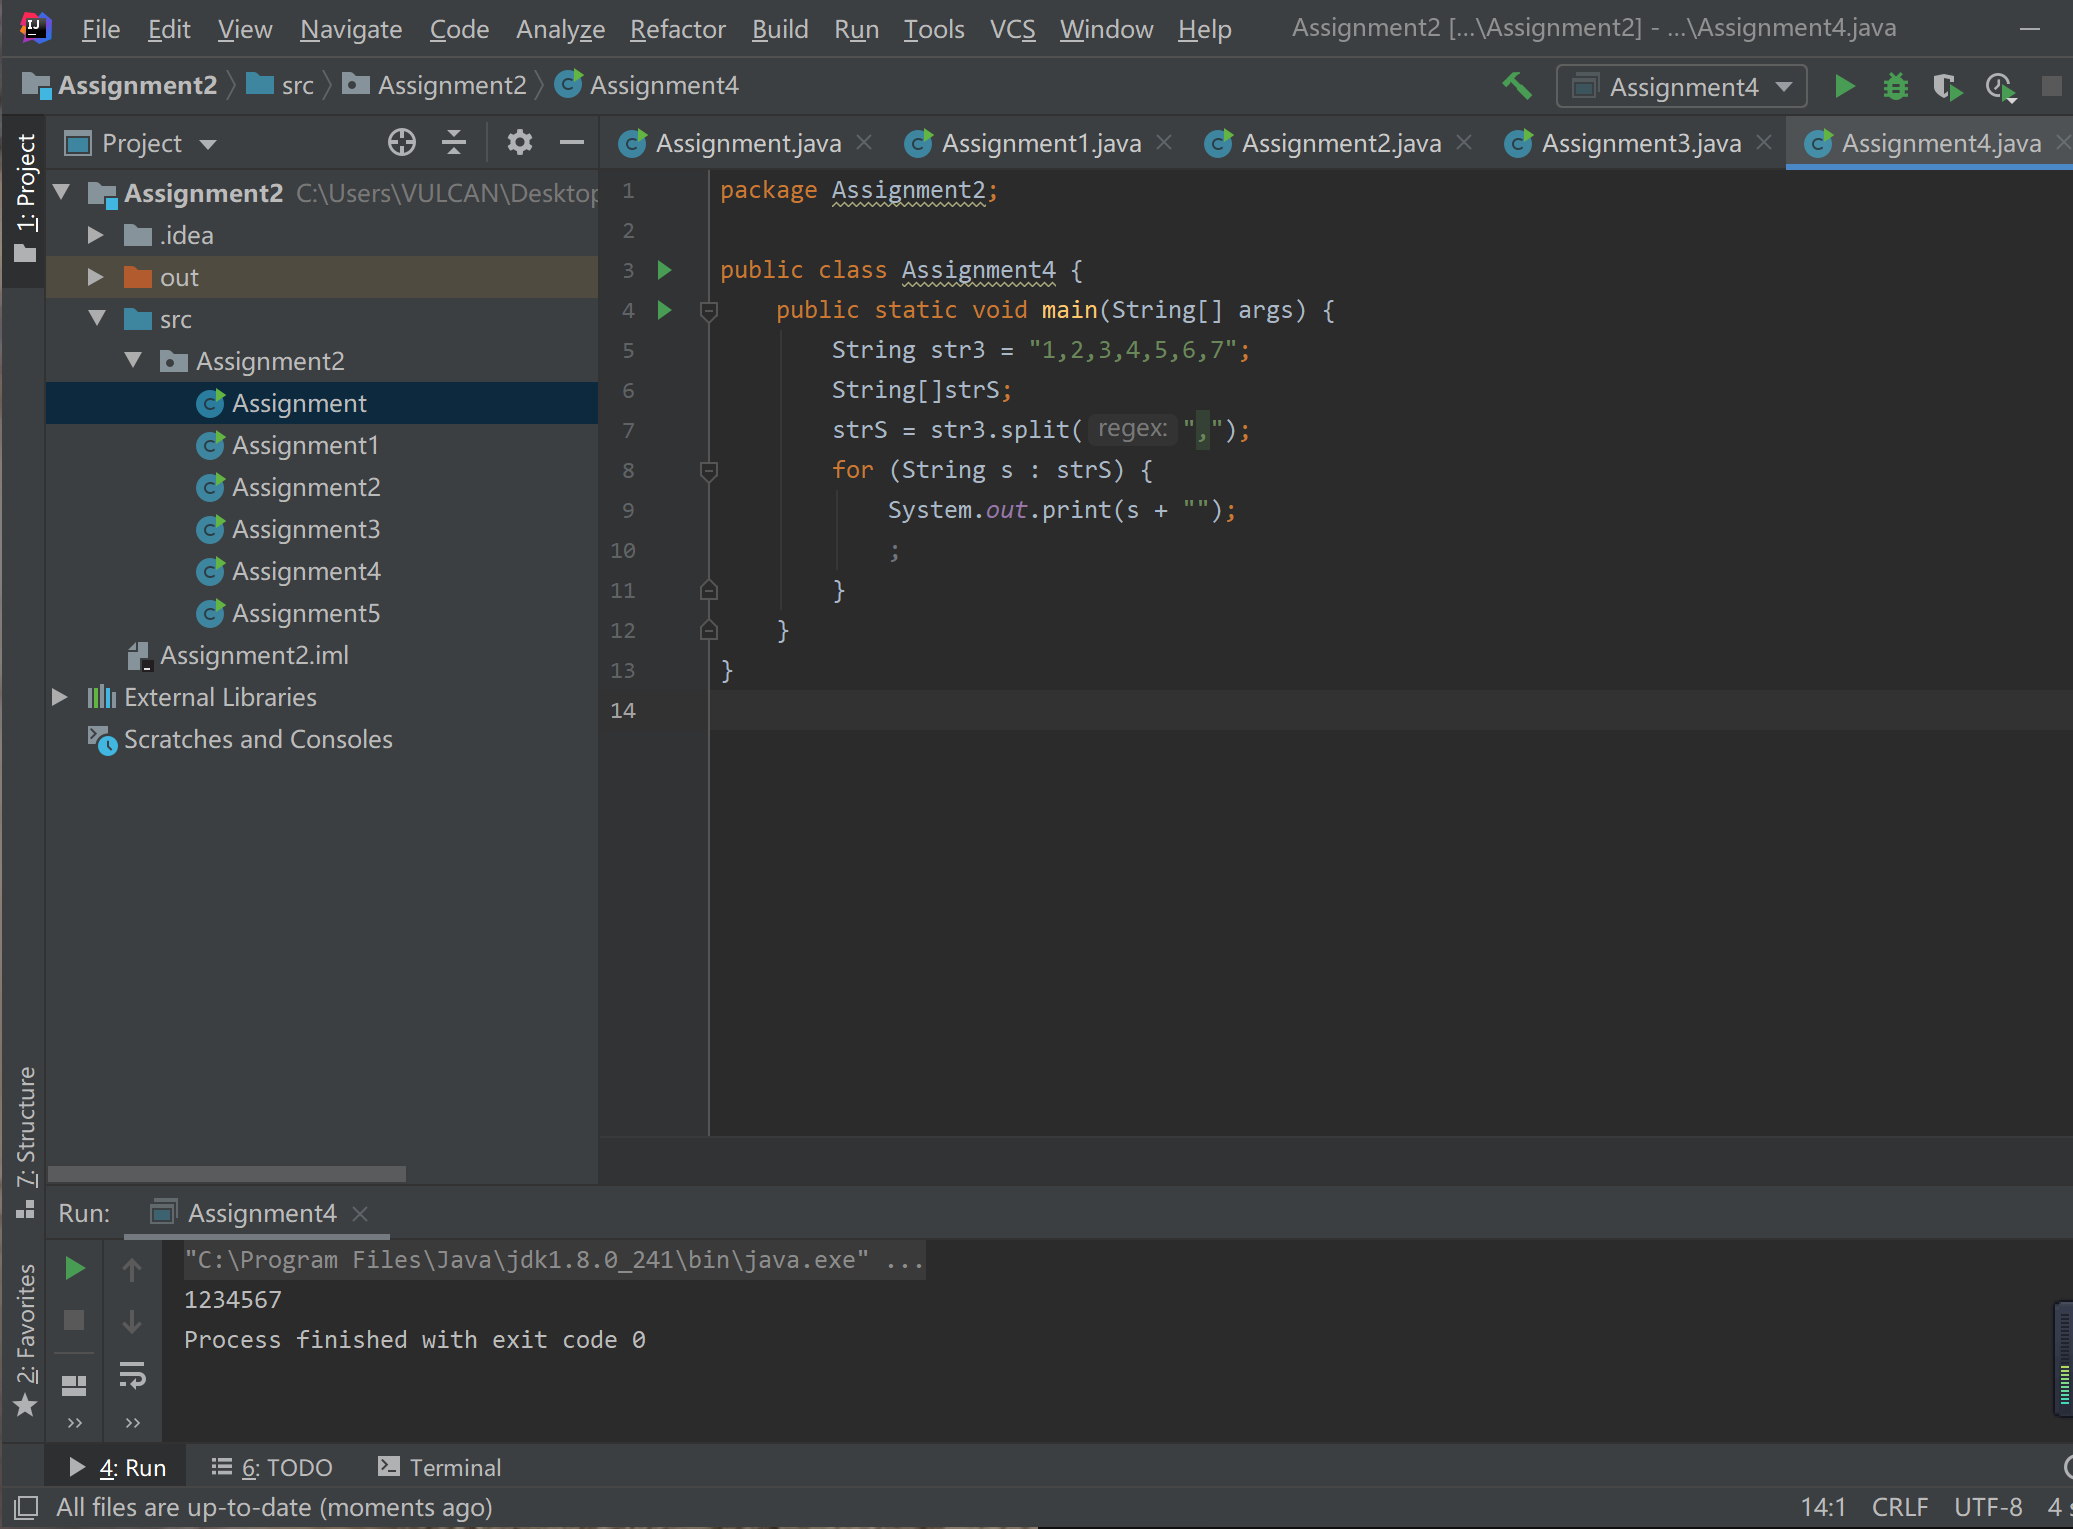 File Edit View Navigate Code Analyze Refactor Build Run Tools VCS Window Help Assignment2 [...\Assignment2] - ...\Assignment4.java
Assignment2 src Assignment2 Assignment4 Assignment4
1: Project
Project
Assignment.java Assignment1.java Assignment2.java Assignment3.java Assignment4.java
Assignment2 C:\Users\VULCAN\Desktop
.idea
out
src
Assignment2
Assignment
Assignment1
Assignment2
Assignment3
Assignment4
Assignment5
Assignment2.iml
External Libraries
Scratches and Consoles
1 package Assignment2;
2
3 public class Assignment4 {
4 public static void main(String[] args) {
5 String str3 = "1,2,3,4,5,6,7";
6 String[]strS;
7 strS = str3.split( regex: ",");
8 for (String s : strS) {
9 System.out.print(s + "");
10 ;
11 }
12 }
13 }
14
7: Structure
2: Favorites
Run: Assignment4
"C:\Program Files\Java\jdk1.8.0_241\bin\java.exe" ...
1234567
Process finished with exit code 0
4: Run 6: TODO Terminal
All files are up-to-date (moments ago) 14:1 CRLF UTF-8 4